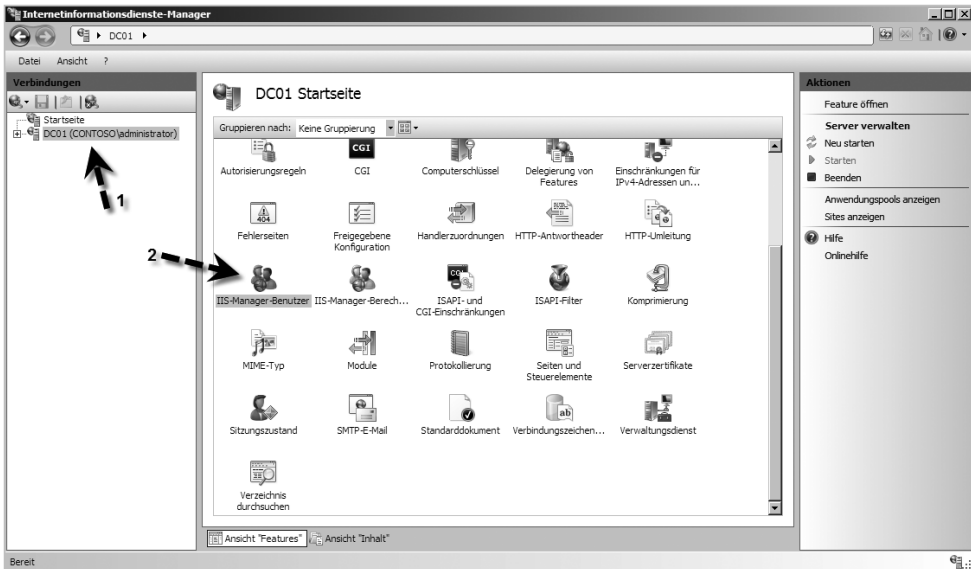 Internetinformationsdienste-Manager
DC01
Datei Ansicht ?
Verbindungen
Startseite
DC01 (CONTOSO\administrator)
1
2
DC01 Startseite
Gruppieren nach: Keine Gruppierung
Autorisierungsregeln
CGI
CGI
Computerschlüssel
Delegierung von
Features
Einschränkungen für
IPv4-Adressen un...
404
Fehlerseiten
Freigegebene
Konfiguration
Handlerzuordnungen
HTTP-Antwortheader
HTTP-Umleitung
IIS-Manager-Benutzer
IIS-Manager-Berech...
ISAPI- und
CGI-Einschränkungen
ISAPI-Filter
Komprimierung
MIME-Typ
Module
Protokollierung
Seiten und
Steuerelemente
Serverzertifikate
Sitzungszustand
SMTP-E-Mail
Standarddokument
ab
Verbindungszeichen...
Verwaltungsdienst
Verzeichnis
durchsuchen
Ansicht "Features"
Ansicht "Inhalt"
Aktionen
Feature öffnen
Server verwalten
Neu starten
Starten
Beenden
Anwendungspools anzeigen
Sites anzeigen
Hilfe
Onlinehilfe
Bereit